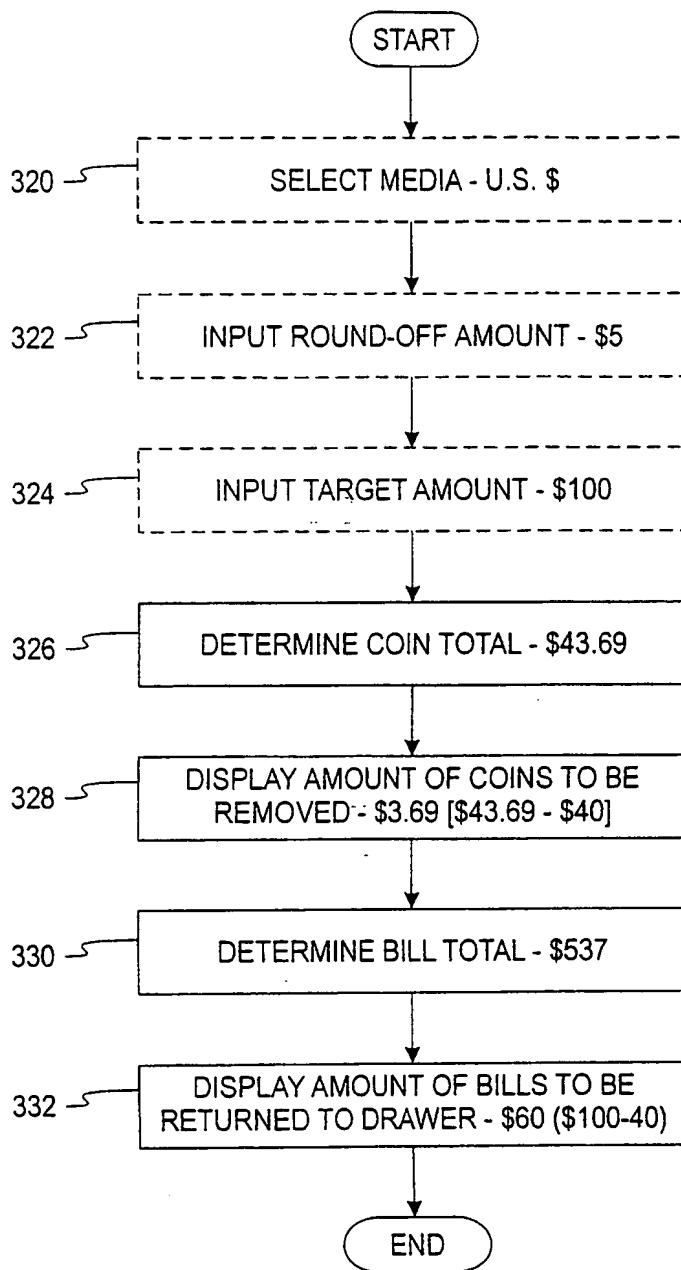 START
320
SELECT MEDIA - U.S. $
322
INPUT ROUND-OFF AMOUNT - $5
324
INPUT TARGET AMOUNT - $100
326
DETERMINE COIN TOTAL - $43.69
328
DISPLAY AMOUNT OF COINS TO BE
REMOVED - $3.69 [$43.69 - $40]
330
DETERMINE BILL TOTAL - $537
332
DISPLAY AMOUNT OF BILLS TO BE
RETURNED TO DRAWER - $60 ($100-40)
END